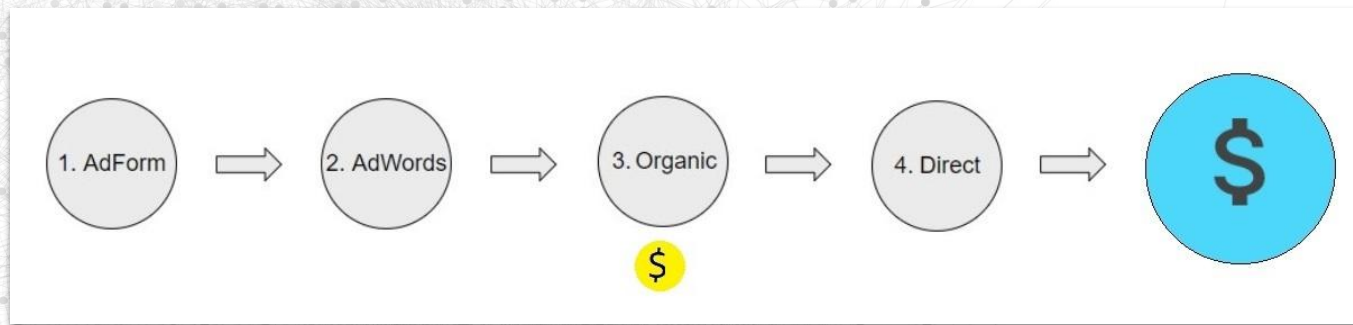 1. AdForm
2. AdWords
3. Organic
4. Direct
$
$